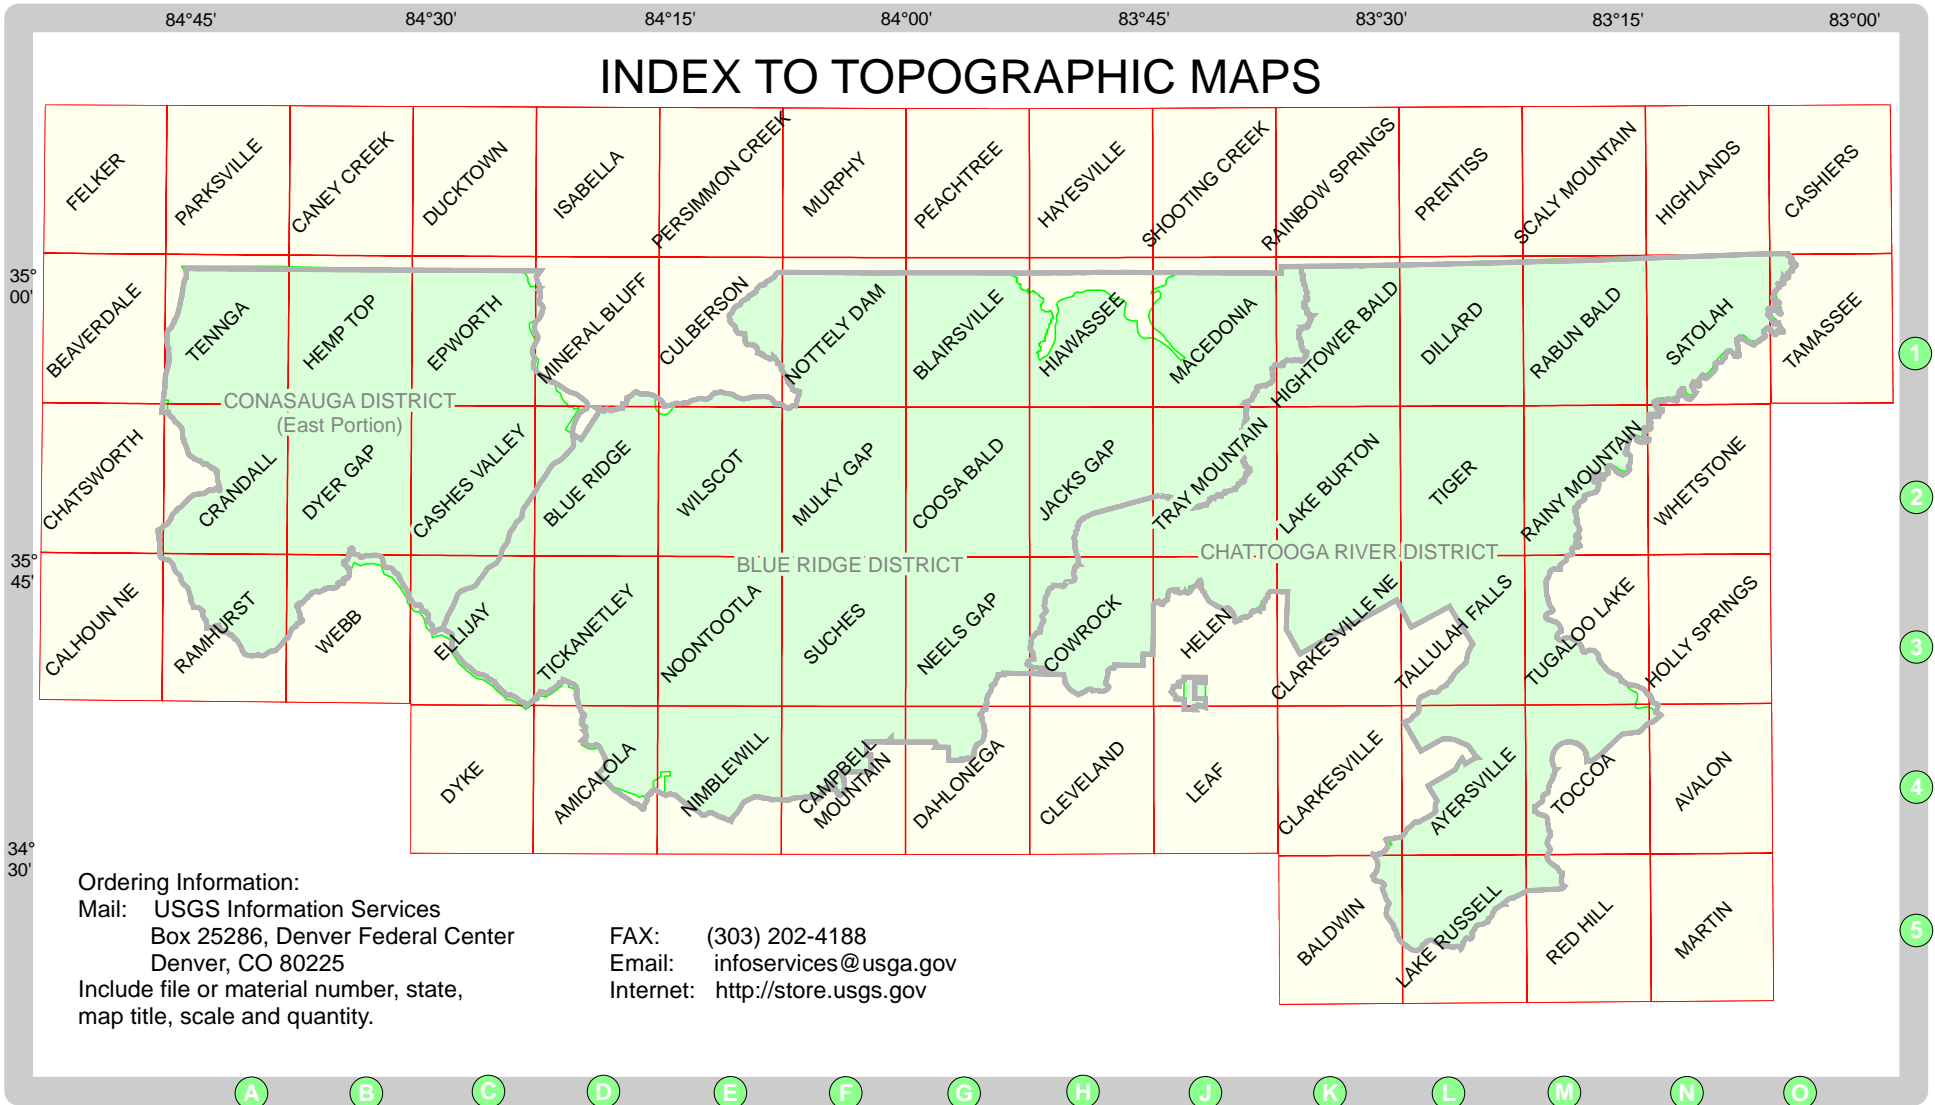 84°45' 84°30' 84°15' 84°00' 83°45' 83°30' 83°15' 83°00'
INDEX TO TOPOGRAPHIC MAPS
FELKER
PARKSVILLE
CANEY CREEK
DUCKTOWN
ISABELLA
PERSIMMON CREEK
MURPHY
PEACHTREE
HAYESVILLE
SHOOTING CREEK
RAINBOW SPRINGS
PRENTISS
SCALY MOUNTAIN
HIGHLANDS
CASHIERS
35°
00'
BEAVERDALE
TENNGA
HEMP TOP
EPWORTH
MINERAL BLUFF
CULBERSON
NOTTELY DAM
BLAIRSVILLE
HIAWASSEE
MACEDONIA
HIGHTOWER BALD
DILLARD
RABUN BALD
SATOLAH
TAMASSEE
1
CONASAUGA DISTRICT
(East Portion)
CHATSWORTH
CRANDALL
DYER GAP
CASHES VALLEY
BLUE RIDGE
WILSCOT
MULKY GAP
COOSA BALD
JACKS GAP
TRAY MOUNTAIN
LAKE BURTON
TIGER
RAINY MOUNTAIN
WHETSTONE
2
35°
45'
BLUE RIDGE DISTRICT
CHATTOOGA RIVER DISTRICT
CALHOUN NE
RAMHURST
WEBB
ELLIJAY
TICKANETLEY
NOONTOOTLA
SUCHES
NEELS GAP
COWROCK
HELEN
CLARKESVILLE NE
TALLULAH FALLS
TUGALOO LAKE
HOLLY SPRINGS
3
DYKE
AMICALOLA
NIMBLEWILL
CAMPBELL
MOUNTAIN
DAHLONEGA
CLEVELAND
LEAF
CLARKESVILLE
AYERSVILLE
TOCCOA
AVALON
4
34°
30'
BALDWIN
LAKE RUSSELL
RED HILL
MARTIN
5
Ordering Information:
Mail: USGS Information Services
Box 25286, Denver Federal Center
Denver, CO 80225
Include file or material number, state,
map title, scale and quantity.
FAX: (303) 202-4188
Email: infoservices@usga.gov
Internet: http://store.usgs.gov
A B C D E F G H J K L M N O